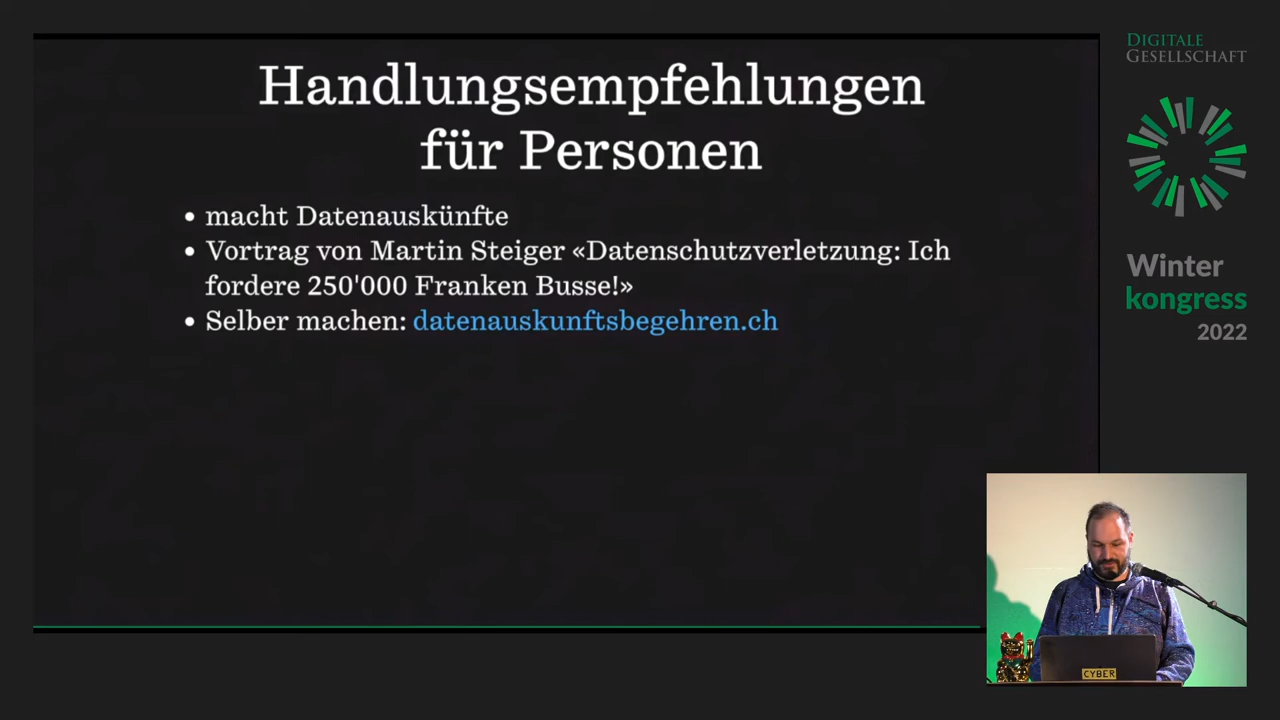 Handlungsempfehlungen
für Personen
• macht Datenauskünfte
• Vortrag von Martin Steiger «Datenschutzverletzung: Ich
fordere 250'000 Franken Busse!»
• Selber machen: datenauskunftsbegehren.ch
DIGITALE
GESELLSCHAFT
Winter
kongress
2022
CYBER